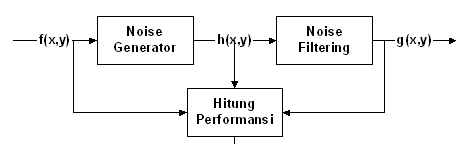 f(x,y)
Noise
Generator
h(x,y)
Noise
Filtering
g(x,y)
Hitung
Performansi